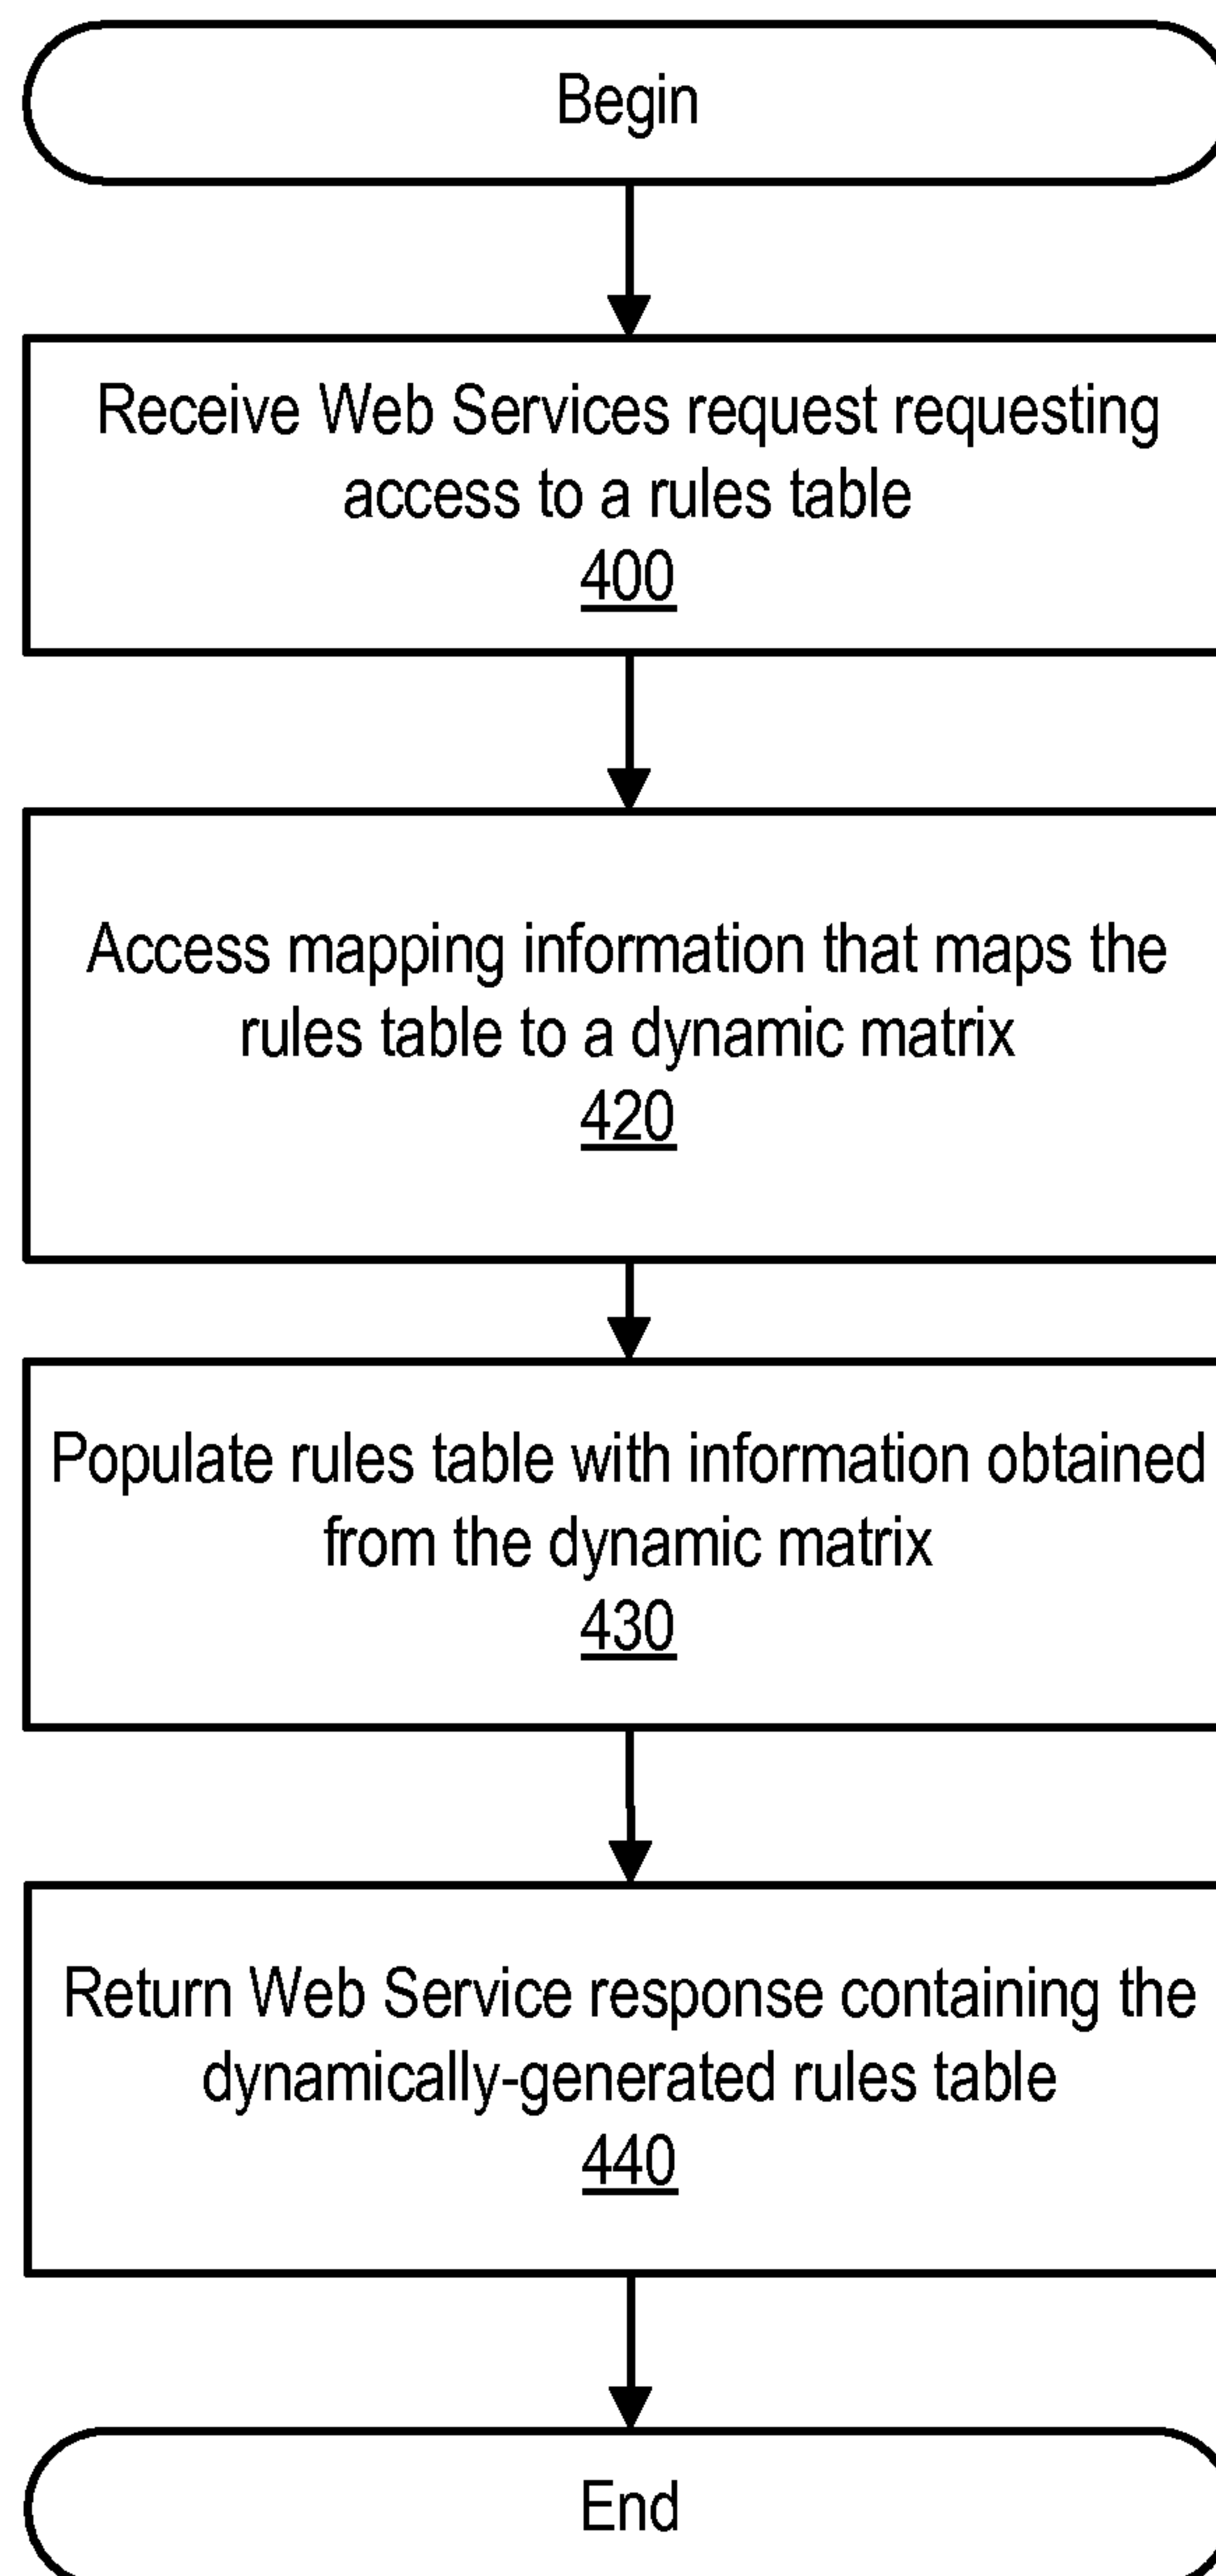 Begin
Receive Web Services request requesting
access to a rules table
400
Access mapping information that maps the
rules table to a dynamic matrix
420
Populate rules table with information obtained
from the dynamic matrix
430
Return Web Service response containing the
dynamically-generated rules table
440
End